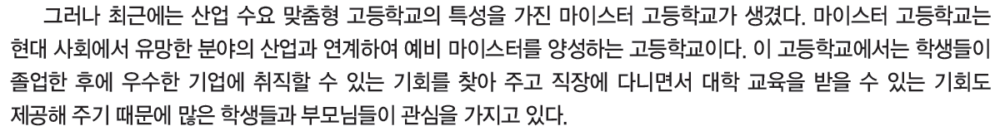 그러나 최근에는 산업 수요 맞춤형 고등학교의 특성을 가진 마이스터 고등학교가 생겼다. 마이스터 고등학교는
현대 사회에서 유망한 분야의 산업과 연계하여 예비 마이스터를 양성하는 고등학교이다. 이 고등학교에서는 학생들이
졸업한 후에 우수한 기업에 취직할 수 있는 기회를 찾아 주고 직장에 다니면서 대학 교육을 받을 수 있는 기회도
제공해 주기 때문에 많은 학생들과 부모님들이 관심을 가지고 있다.